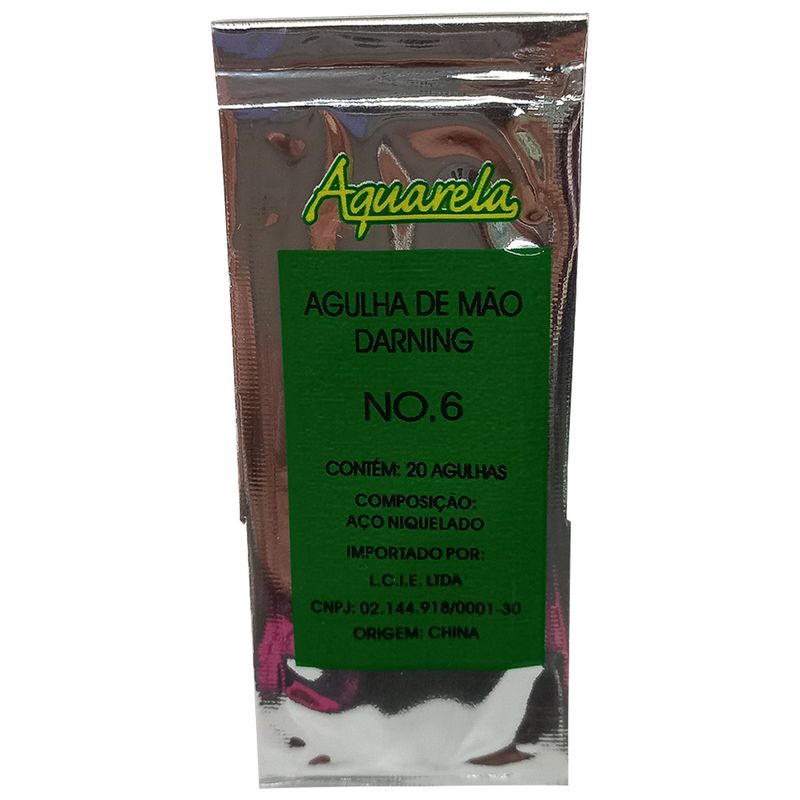 Aquarela
AGULHA DE MÃO
DARNING
NO.6
CONTÉM: 20 AGULHAS
COMPOSIÇÃO:
AÇO NIQUELADO
IMPORTADO POR:
L.C.I.E. LTDA
CNPJ: 02.144.918/0001-30
ORIGEM: CHINA